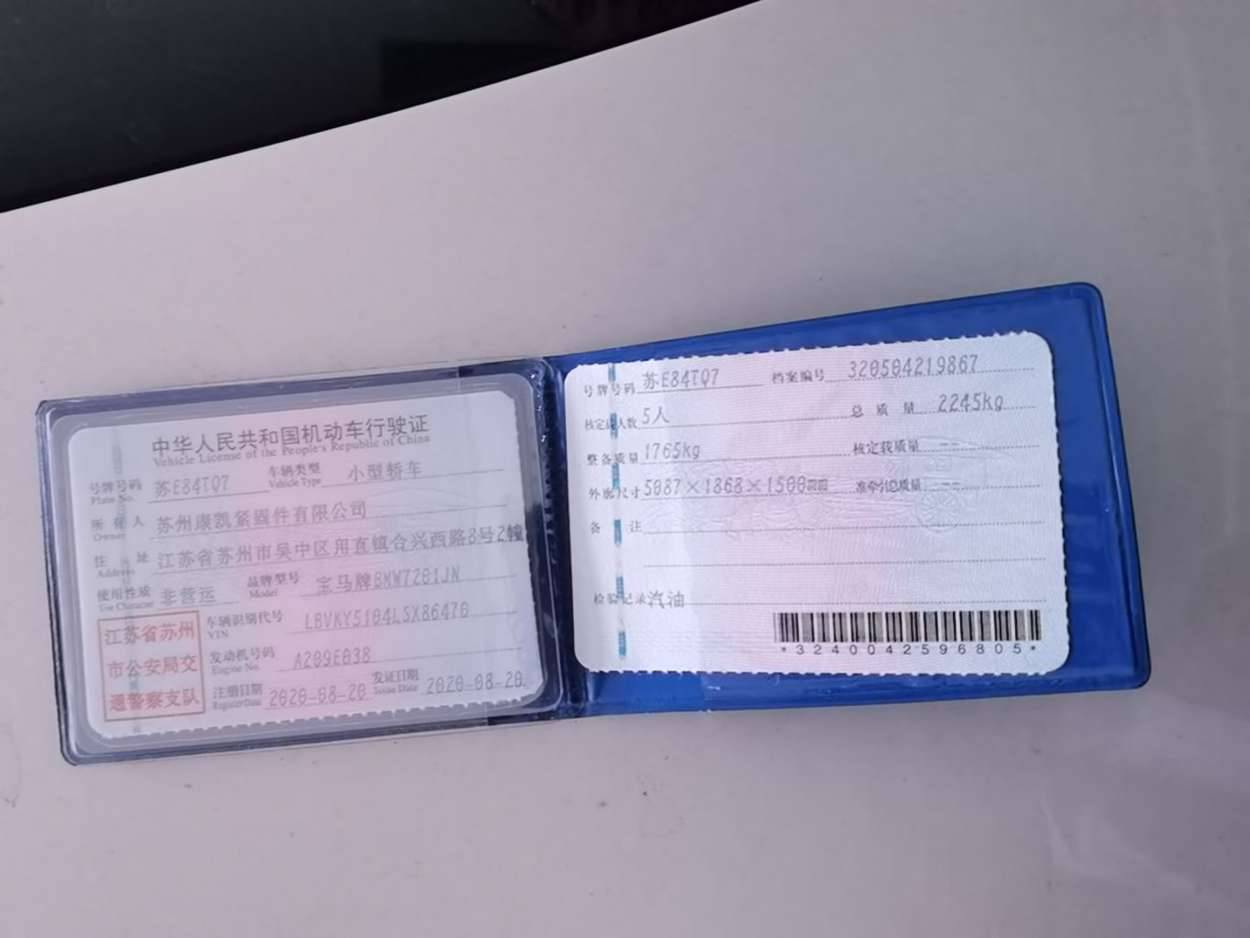 中华人民共和国机动车行驶证
Vehicle License of the People's Republic of China
号牌号码 苏E84TQ7 车辆类型 小型轿车
Plate No. Vehicle Type
所有人 苏州康凯紧固件有限公司
Owner
住址 江苏省苏州市吴中区甪直镇合兴西路8号2幢
Address
使用性质 非营运 品牌型号 宝马牌BMW7201JN
Use Character Model
江苏省苏州
市公安局交
通警察支队
车辆识别代号 LBVKY5104LSX86470
VIN
发动机号码 A209E038
Engine No.
注册日期 2020-08-20 发证日期 2020-08-20
Register Date Issue Date
号牌号码 苏E84TQ7 档案编号 320504219867
核定载人数 5人 总质量 2245kg
整备质量 1765kg 核定载质量 --
外廓尺寸 5087×1868×1500mm 准牵引总质量 --
备注
检验记录 汽油
*3240042596805*